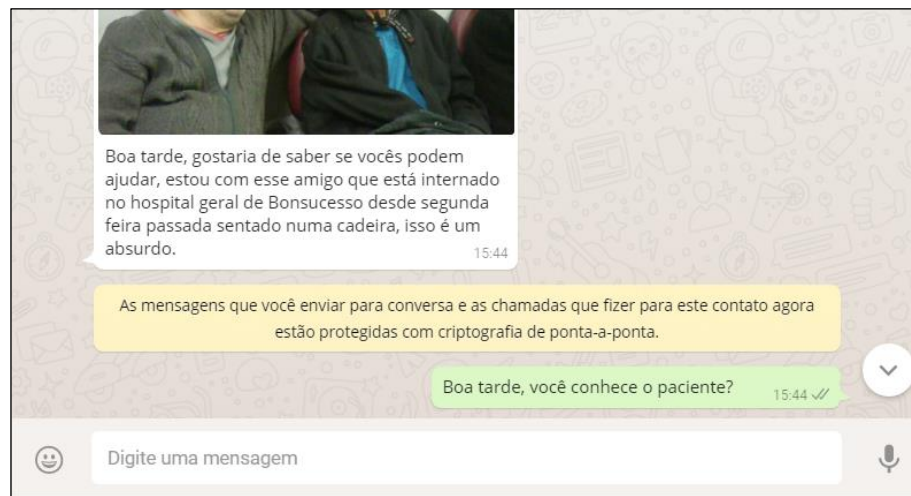 Boa tarde, gostaria de saber se vocês podem
ajudar, estou com esse amigo que está internado
no hospital geral de Bonsucesso desde segunda
feira passada sentado numa cadeira, isso é um
absurdo.
15:44
As mensagens que você enviar para conversa e as chamadas que fizer para este contato agora
estão protegidas com criptografia de ponta-a-ponta.
Boa tarde, você conhece o paciente?
15:44
Digite uma mensagem